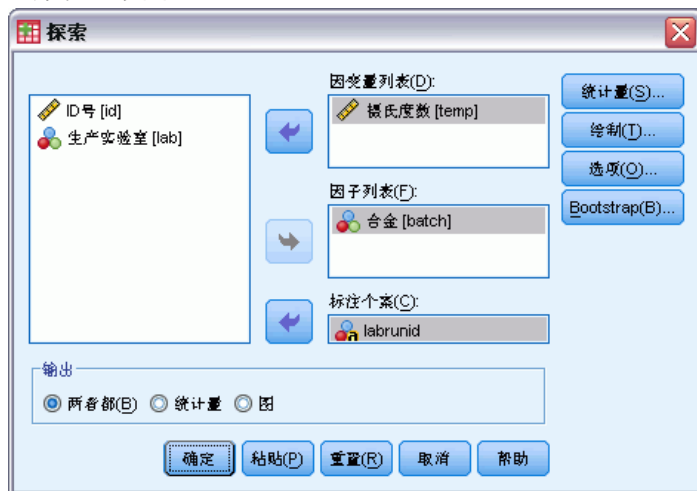 探索
因变量列表(D):
ID号 [id]
生产实验室 [lab]
摄氏度数 [temp]
因子列表(F):
合金 [batch]
标注个案(C):
labrunid
统计量(S)...
绘制(T)...
选项(O)...
Bootstrap(B)...
输出
两者都(B) 统计量 图
确定 粘贴(P) 重置(R) 取消 帮助